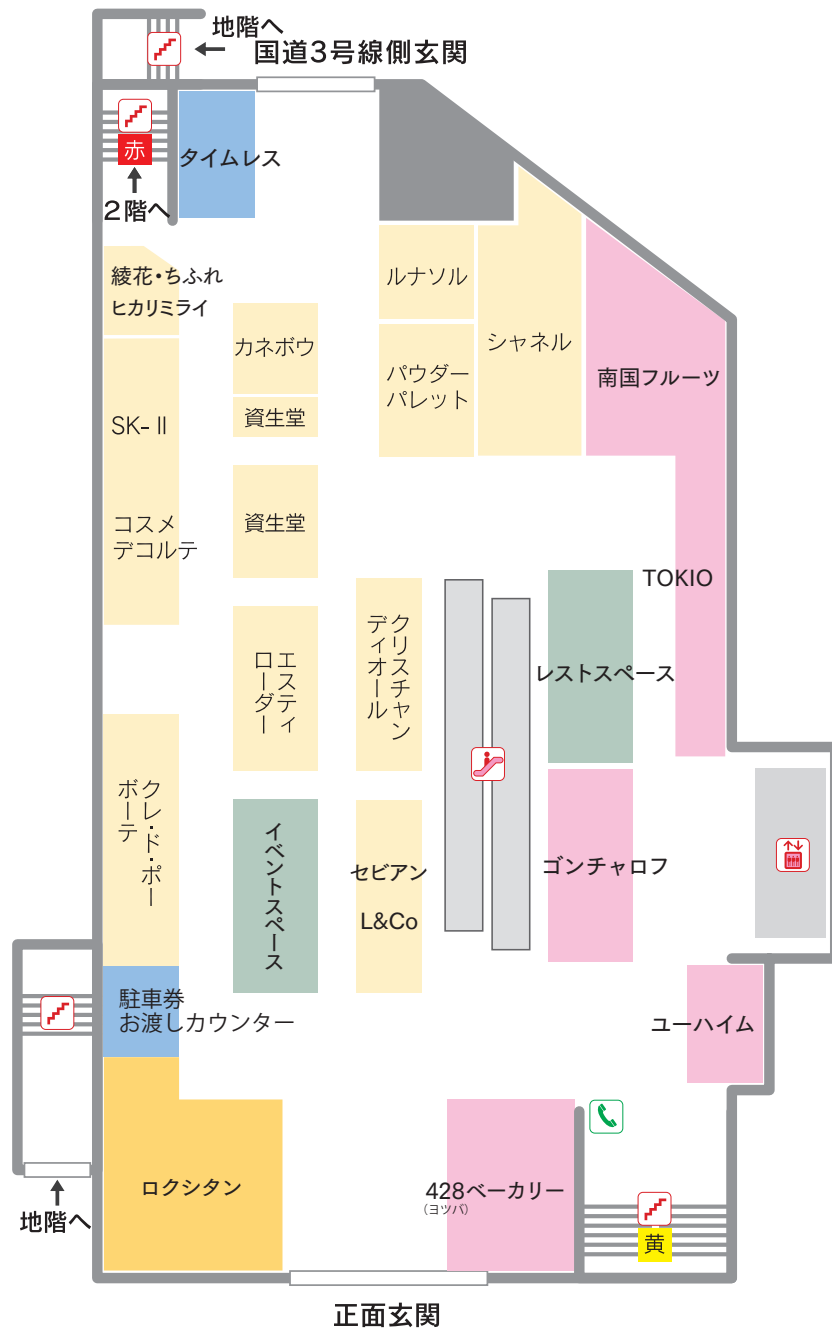 地階へ
国道3号線側玄関
赤
2階へ
タイムレス
綾花・ちふれ
ヒカリミライ
カネボウ
資生堂
ルナソル
パウダー
パレット
シャネル
南国フルーツ
SK-Ⅱ
コスメ
デコルテ
資生堂
エスティ
ローダー
クリスチャン
ディオール
TOKIO
レストスペース
クレ・ド・ポー
ボーテ
イベントスペース
セビアン
L&Co
ゴンチャロフ
駐車券
お渡しカウンター
ユーハイム
ロクシタン
428ベーカリー
(ヨツバ)
黄
地階へ
正面玄関